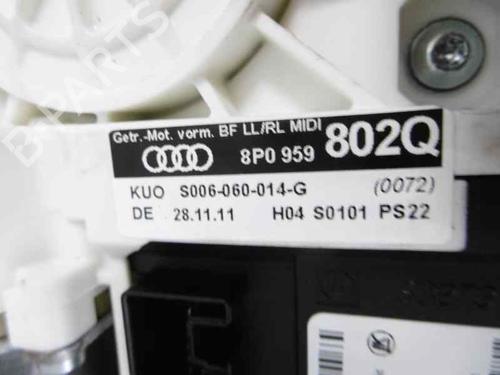 B-PARTS
Getr.-Mot. vorm. BF LL/RL MIDI
8P0 959 802Q
KUO S006-060-014-G (0072)
DE 28.11.11 H04 S0101 PS22